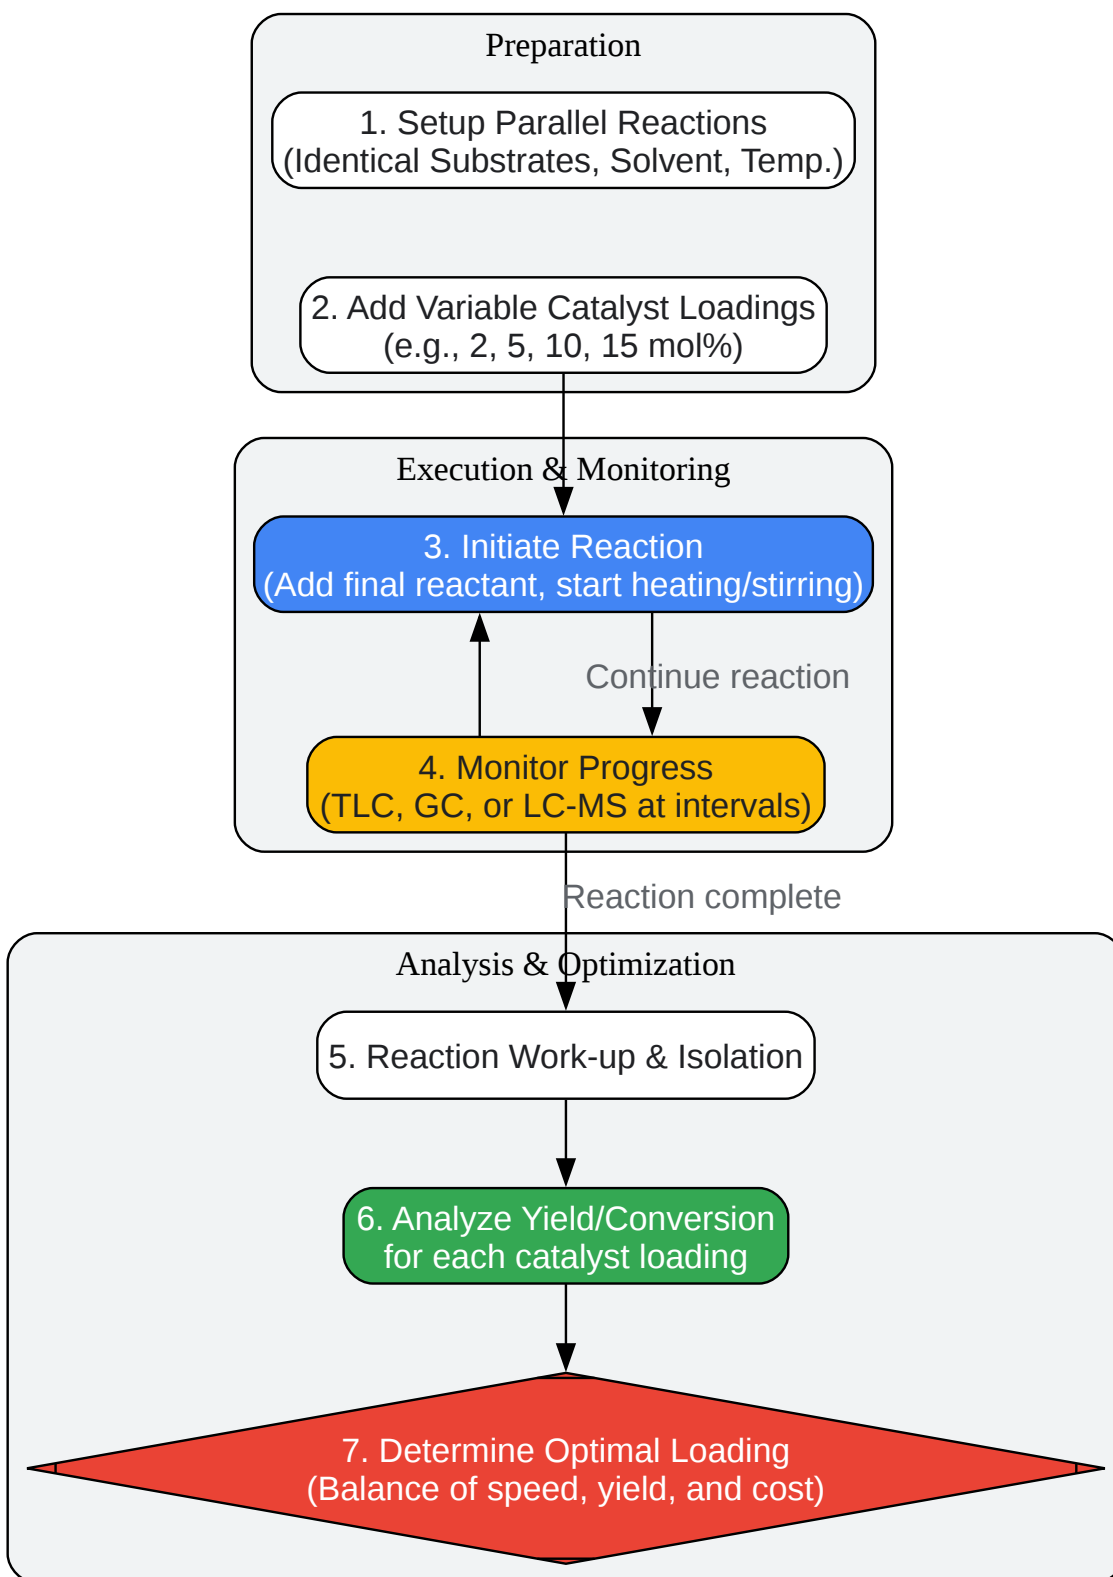 Preparation
1. Setup Parallel Reactions
(Identical Substrates, Solvent, Temp.)
2. Add Variable Catalyst Loadings
(e.g., 2, 5, 10, 15 mol%)
Execution & Monitoring
3. Initiate Reaction
(Add final reactant, start heating/stirring)
Continue reaction
4. Monitor Progress
(TLC, GC, or LC-MS at intervals)
Reaction complete
Analysis & Optimization
5. Reaction Work-up & Isolation
6. Analyze Yield/Conversion
for each catalyst loading
7. Determine Optimal Loading
(Balance of speed, yield, and cost)